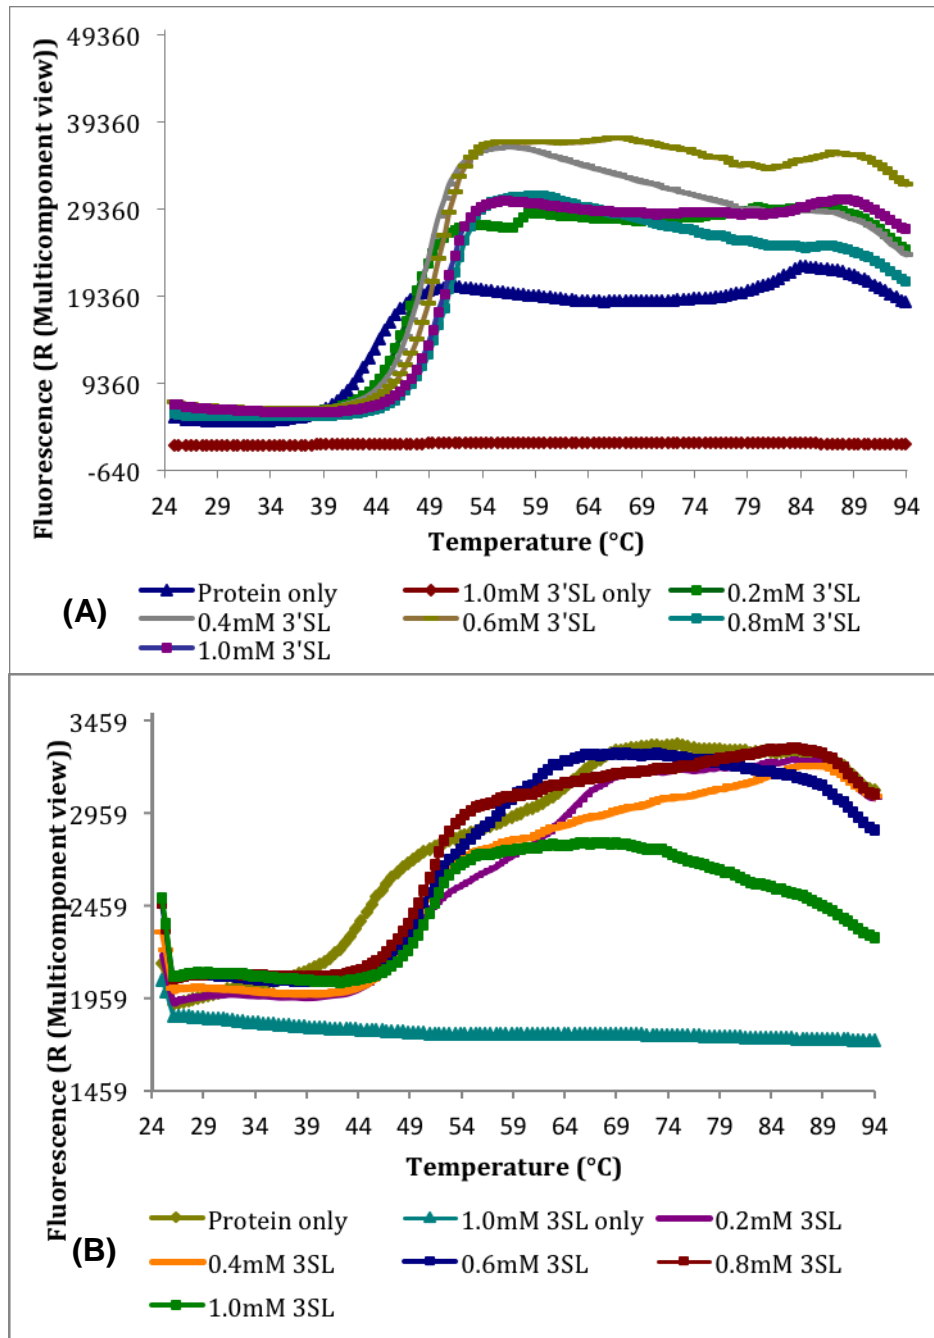 49360
39360
29360
19360
9360
-640
Fluorescence (R (Multicomponent view))
24 29 34 39 44 49 54 59 64 69 74 79 84 89 94
Temperature (°C)
(A)
Protein only 1.0mM 3'SL only 0.2mM 3'SL
0.4mM 3'SL 0.6mM 3'SL 0.8mM 3'SL
1.0mM 3'SL
3459
2959
2459
1959
1459
Fluorescence (R (Multicomponent view))
24 29 34 39 44 49 54 59 64 69 74 79 84 89 94
Temperature (°C)
(B)
Protein only 1.0mM 3SL only 0.2mM 3SL
0.4mM 3SL 0.6mM 3SL 0.8mM 3SL
1.0mM 3SL